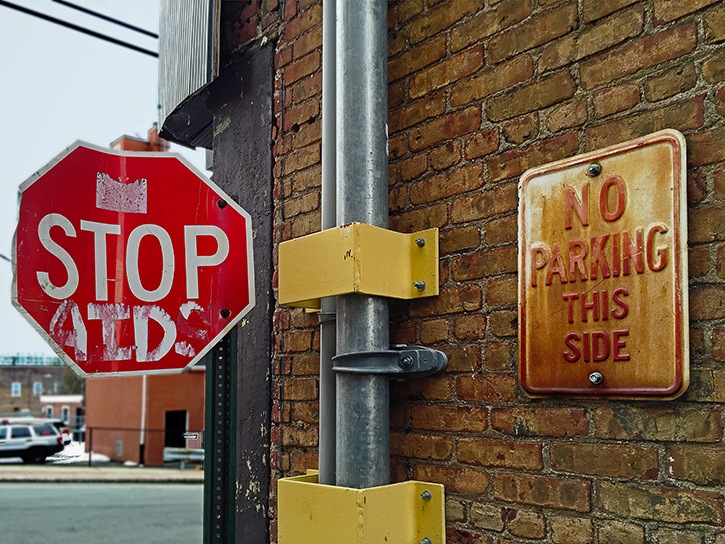 STOP
AIDS
NO
PARKING
THIS
SIDE